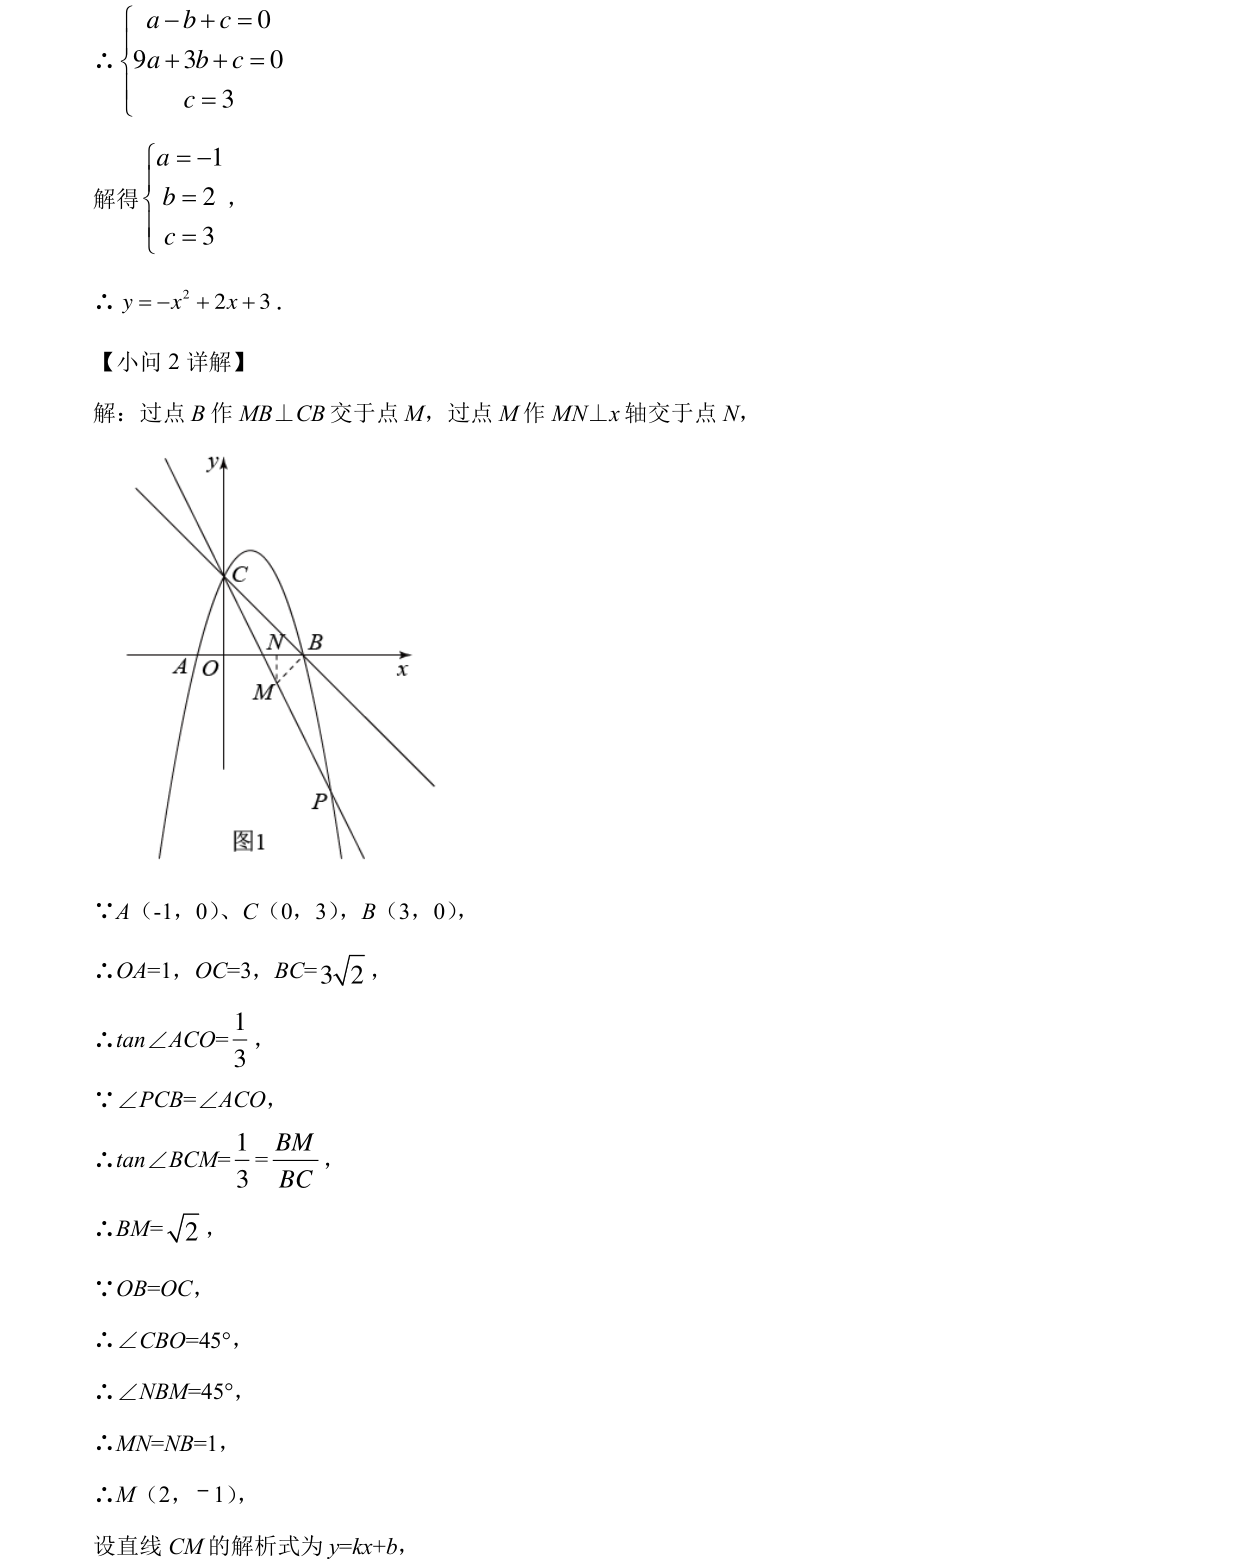 ∴ { a－b＋c＝0
9a＋3b＋c＝0
c＝3
解得 { a＝－1
b＝2 ，
c＝3
∴ y＝－x²＋2x＋3．
【小问 2 详解】
解：过点 B 作 MB⊥CB 交于点 M，过点 M 作 MN⊥x 轴交于点 N，
y
C
N B
A O x
M
P
图1
∵A（-1，0）、C（0，3），B（3，0），
∴OA=1，OC=3，BC=3√2，
∴tan∠ACO=1/3，
∵∠PCB=∠ACO，
∴tan∠BCM=1/3=BM/BC，
∴BM=√2，
∵OB=OC，
∴∠CBO=45°，
∴∠NBM=45°，
∴MN=NB=1，
∴M（2，﹣1），
设直线 CM 的解析式为 y=kx+b，